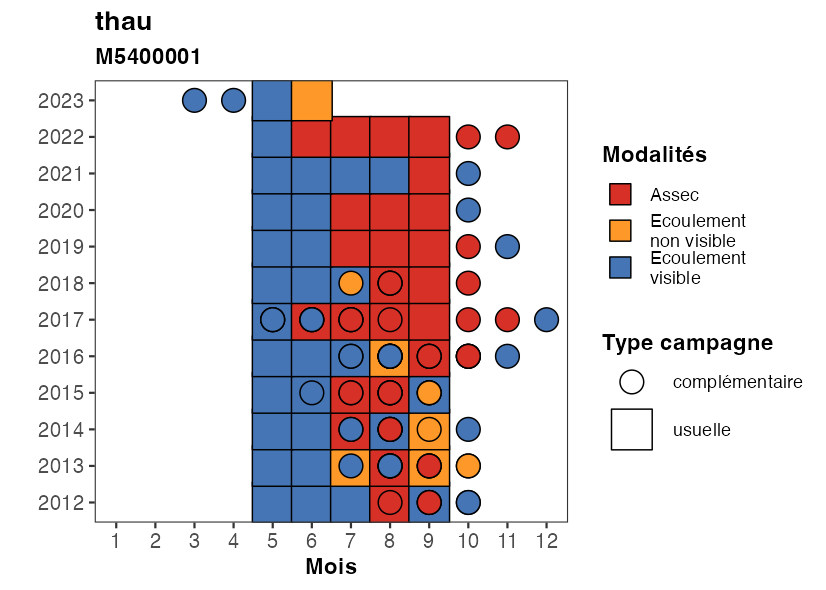 thau
M5400001
2023
2022
2021
2020
2019
2018
2017
2016
2015
2014
2013
2012
1 2 3 4 5 6 7 8 9 10 11 12
Mois
Modalités
Assec
Ecoulement
non visible
Ecoulement
visible
Type campagne
complémentaire
usuelle